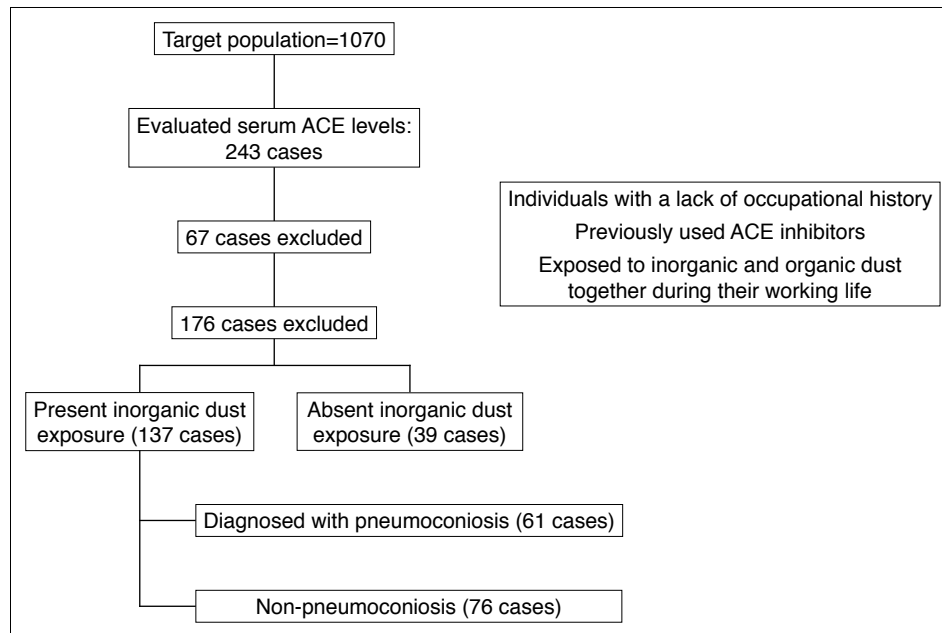 Target population=1070
Evaluated serum ACE levels:
243 cases
67 cases excluded
176 cases excluded
Present inorganic dust
exposure (137 cases)
Absent inorganic dust
exposure (39 cases)
Diagnosed with pneumoconiosis (61 cases)
Non-pneumoconiosis (76 cases)
Individuals with a lack of occupational history
Previously used ACE inhibitors
Exposed to inorganic and organic dust
together during their working life